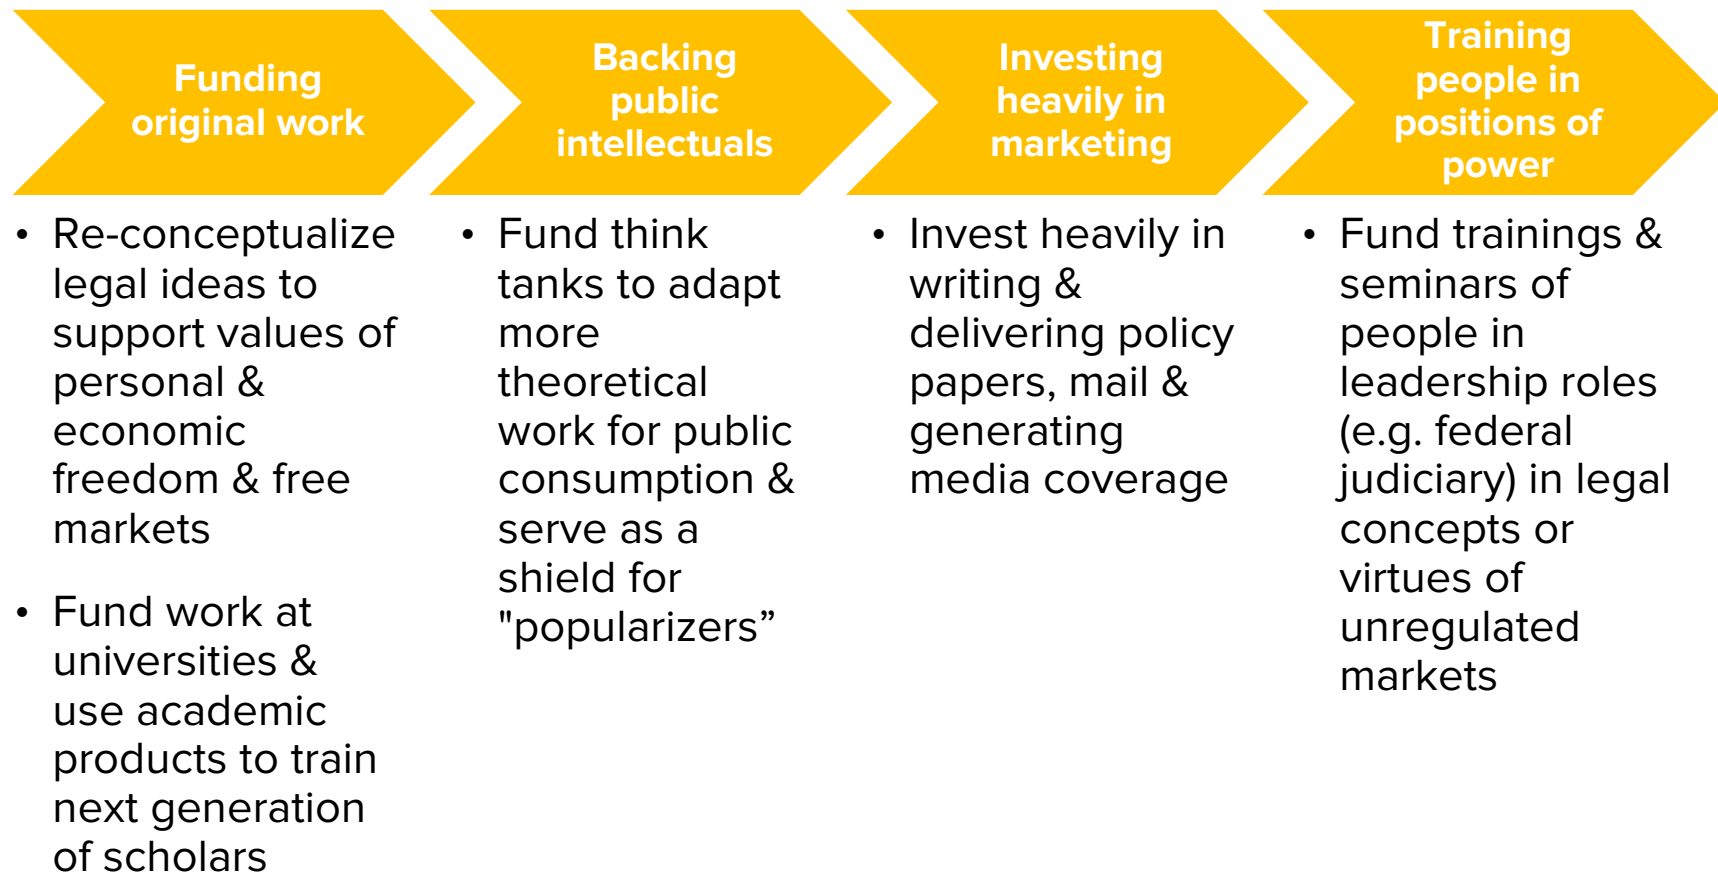 Funding
original work
Backing
public
intellectuals
Investing
heavily in
marketing
Training
people in
positions of
power
• Re-conceptualize
legal ideas to
support values of
personal &
economic
freedom & free
markets
• Fund work at
universities &
use academic
products to train
next generation
of scholars
• Fund think
tanks to adapt
more
theoretical
work for public
consumption &
serve as a
shield for
"popularizers”
• Invest heavily in
writing &
delivering policy
papers, mail &
generating
media coverage
• Fund trainings &
seminars of
people in
leadership roles
(e.g. federal
judiciary) in legal
concepts or
virtues of
unregulated
markets